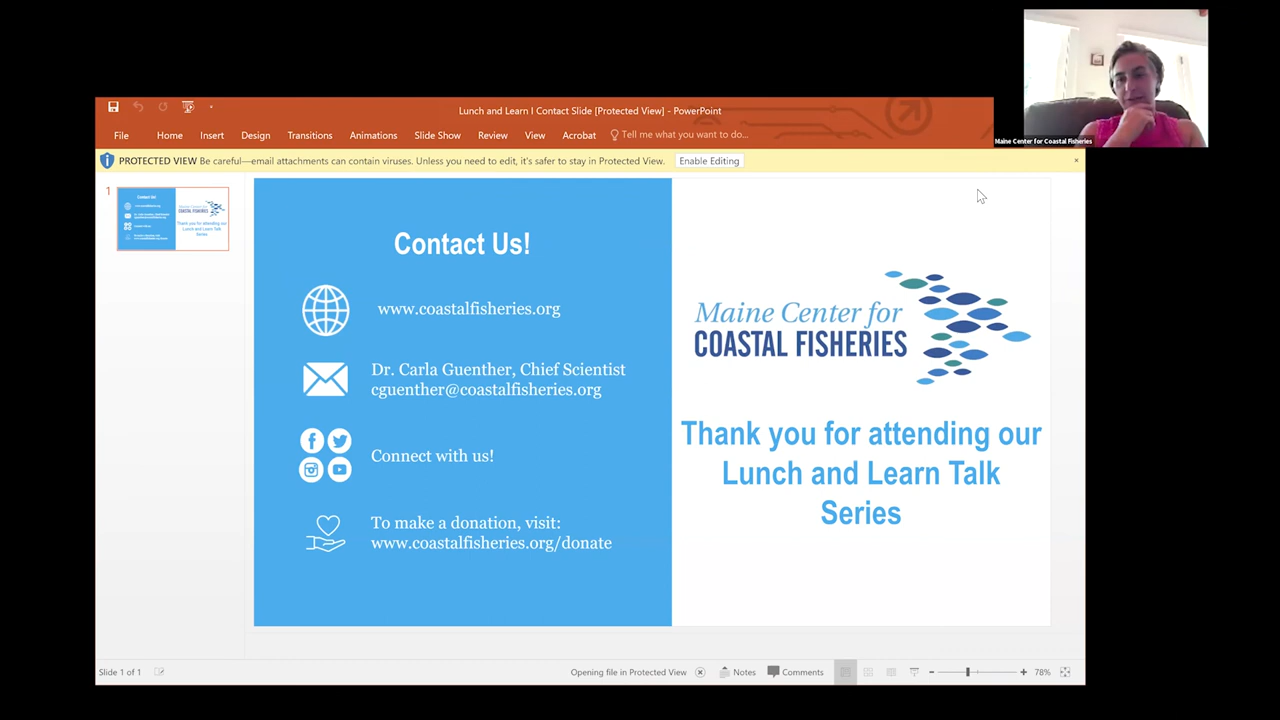 Lunch and Learn I Contact Slide [Protected View] - PowerPoint
File Home Insert Design Transitions Animations Slide Show Review View Acrobat Tell me what you want to do...
Maine Center for Coastal Fisheries
PROTECTED VIEW Be careful—email attachments can contain viruses. Unless you need to edit, it's safer to stay in Protected View. Enable Editing
1
Contact Us!
www.coastalfisheries.org
Dr. Carla Guenther, Chief Scientist
cguenther@coastalfisheries.org
Connect with us!
To make a donation, visit:
www.coastalfisheries.org/donate
Maine Center for
COASTAL FISHERIES
Thank you for attending our
Lunch and Learn Talk
Series
Slide 1 of 1 Opening file in Protected View Notes Comments 78%